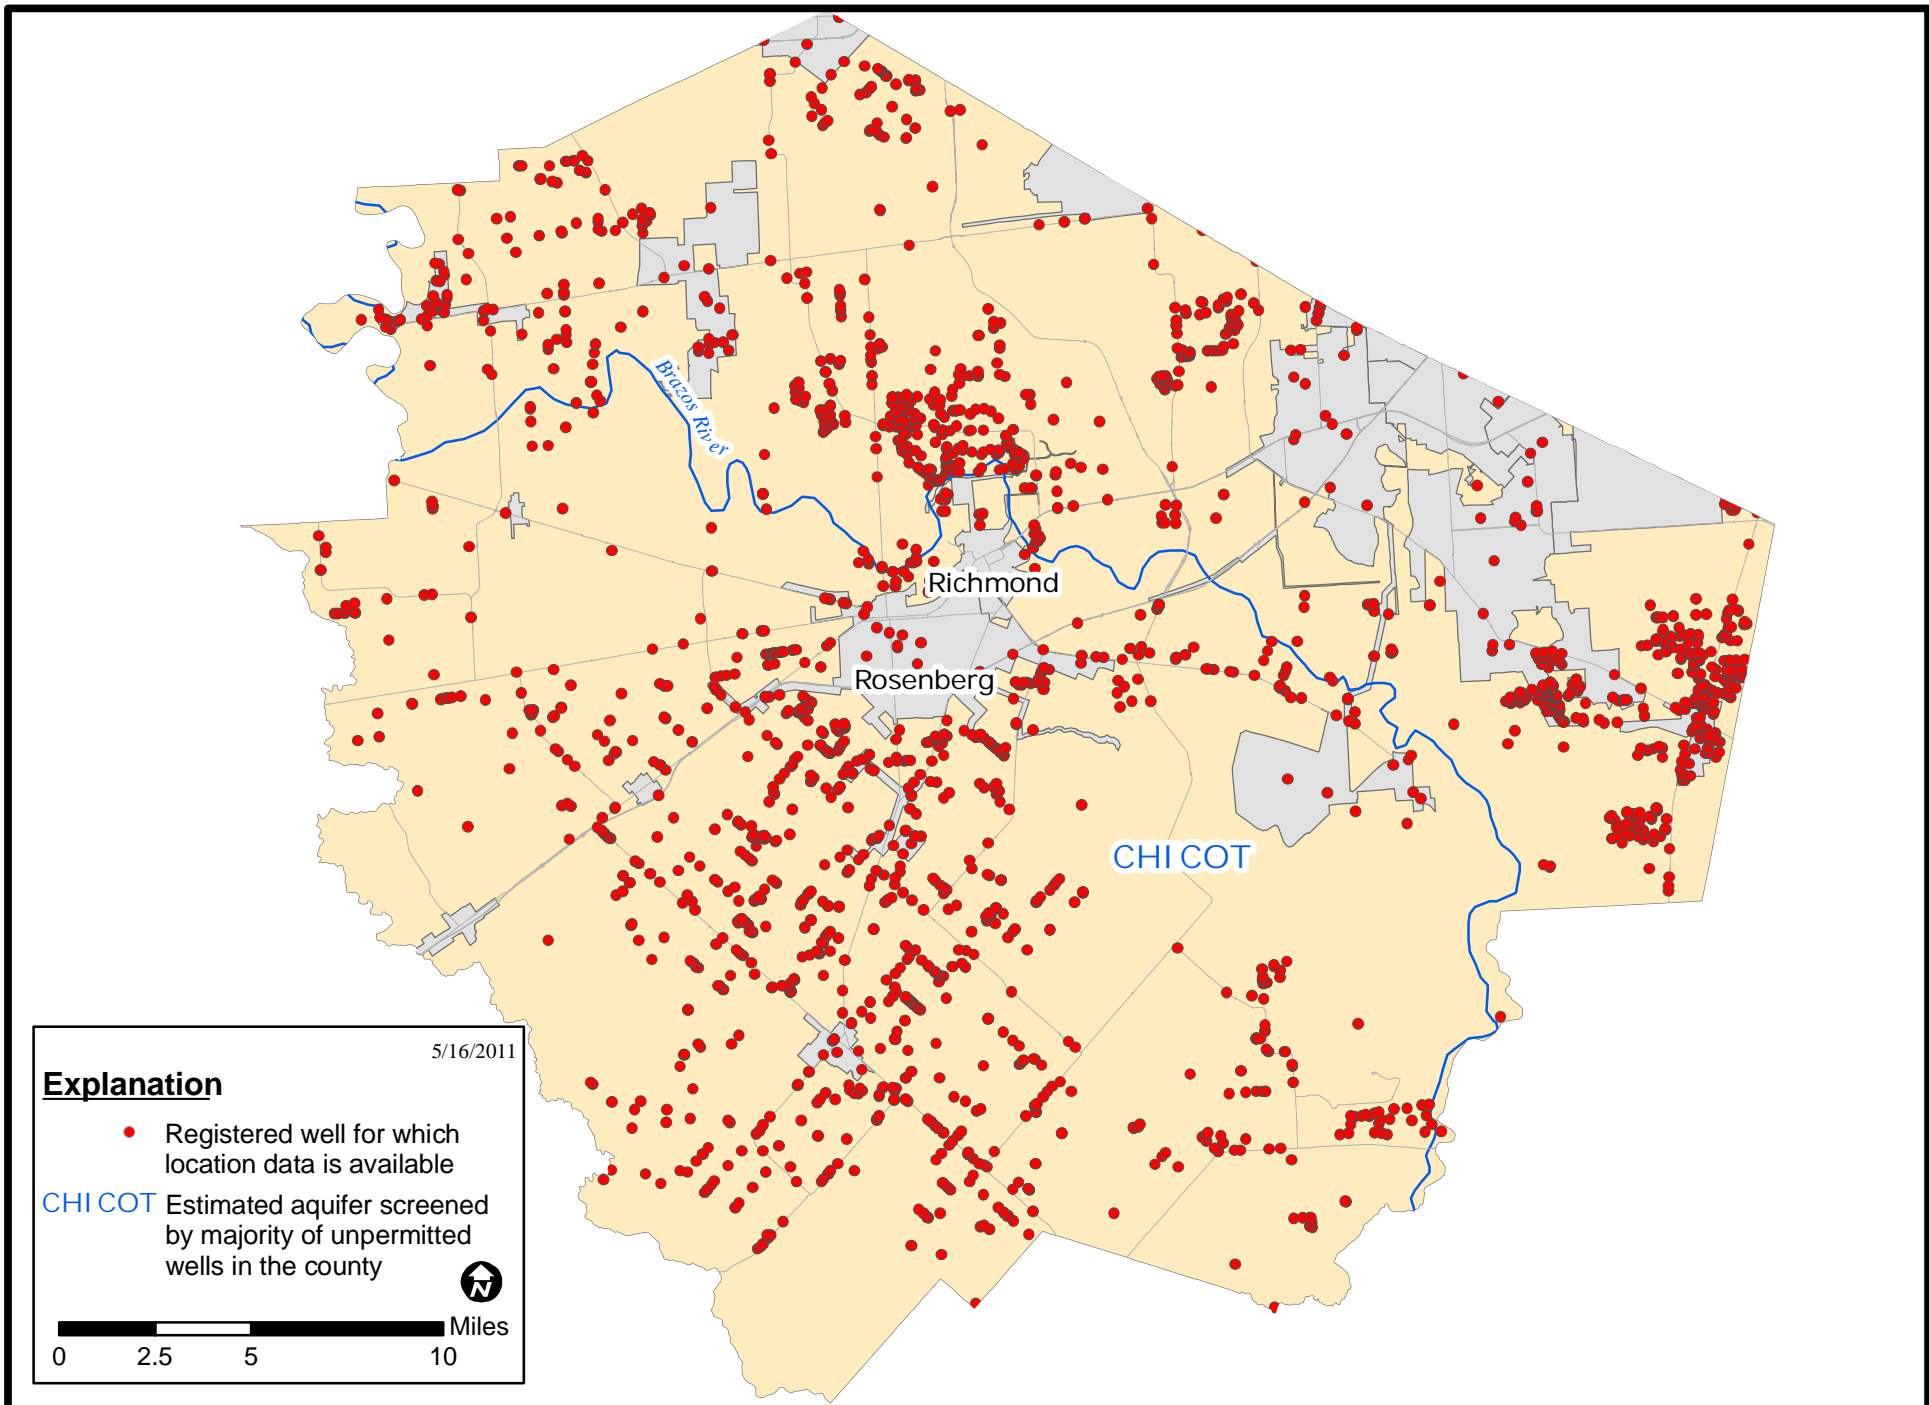 Brazos River
Richmond
Rosenberg
CHICOT
5/16/2011
Explanation
Registered well for which
location data is available
CHICOT Estimated aquifer screened
by majority of unpermitted
wells in the county
N
Miles
0 2.5 5 10